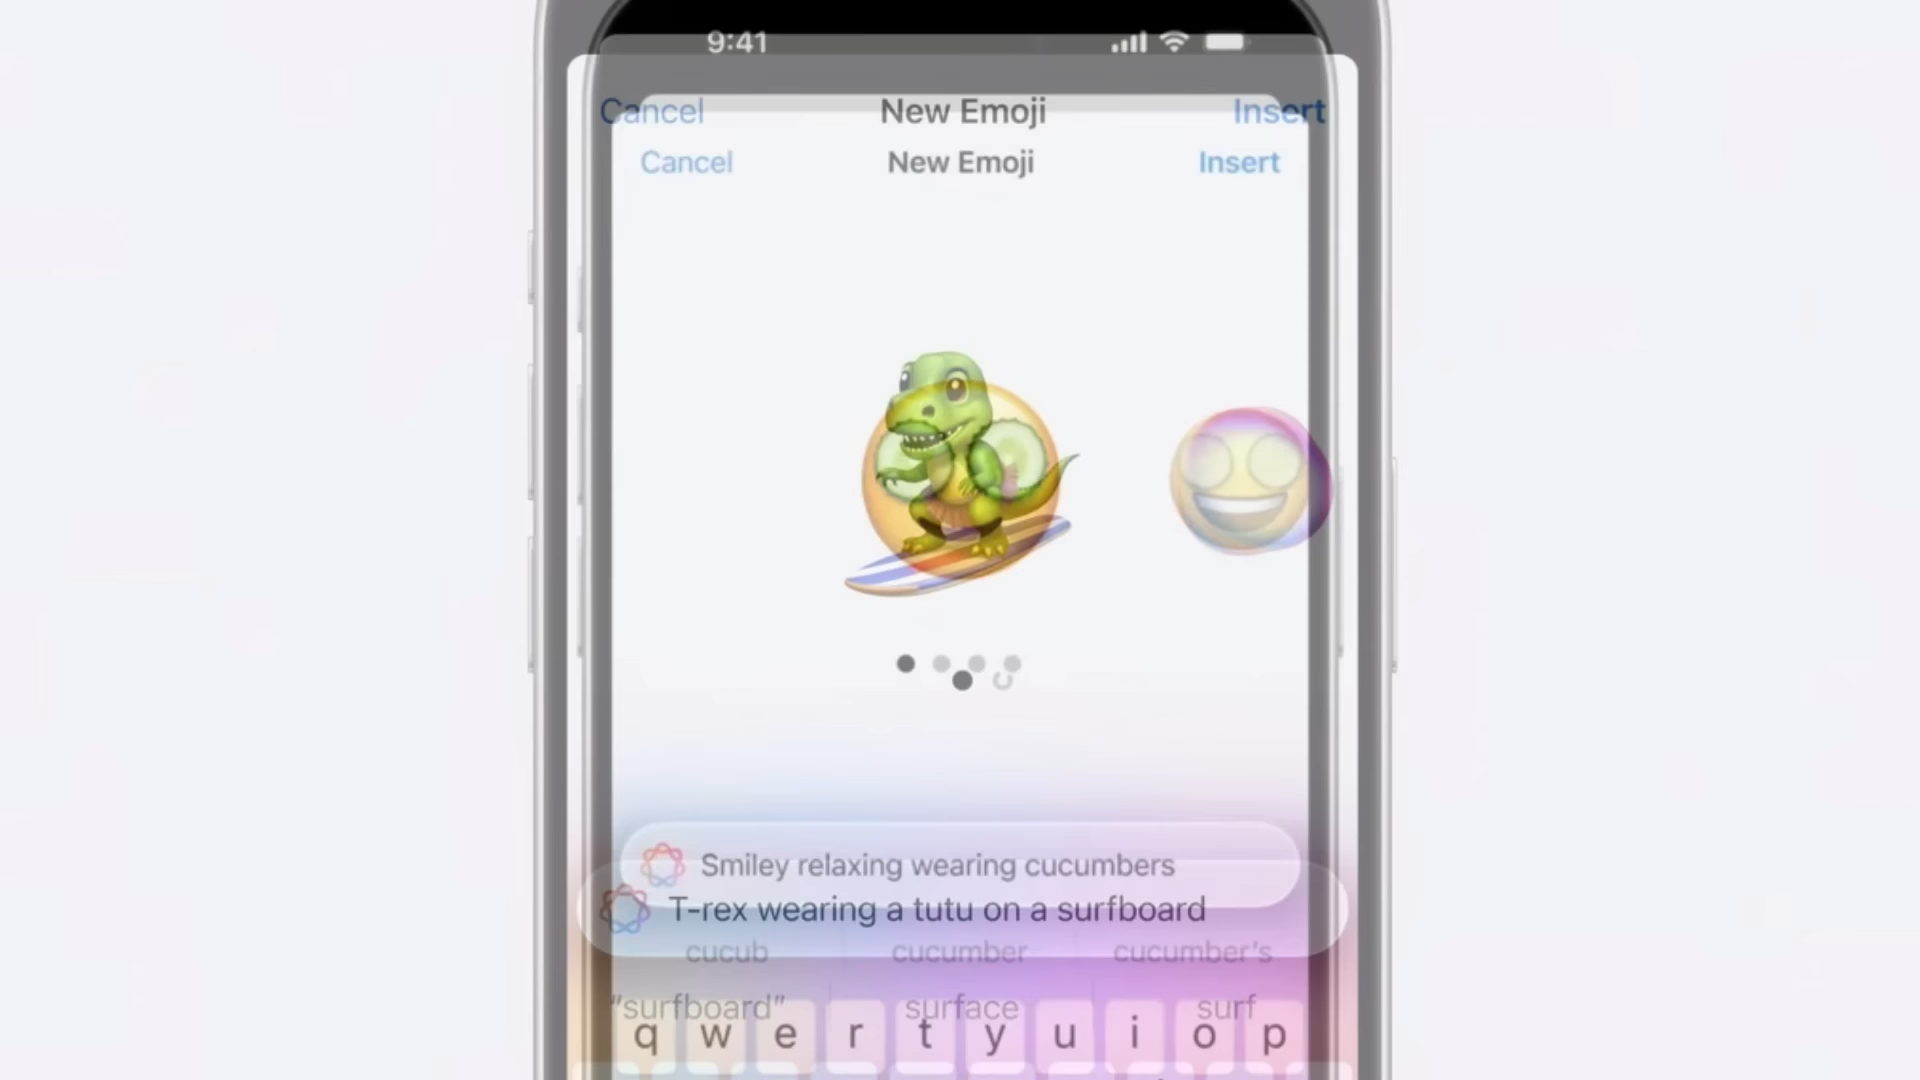 9:41
Cancel New Emoji Insert
Cancel New Emoji Insert
Smiley relaxing wearing cucumbers
T-rex wearing a tutu on a surfboard
cucub cucumber cucumber's
"surfboard" surface surf
q w e r t y u i o p